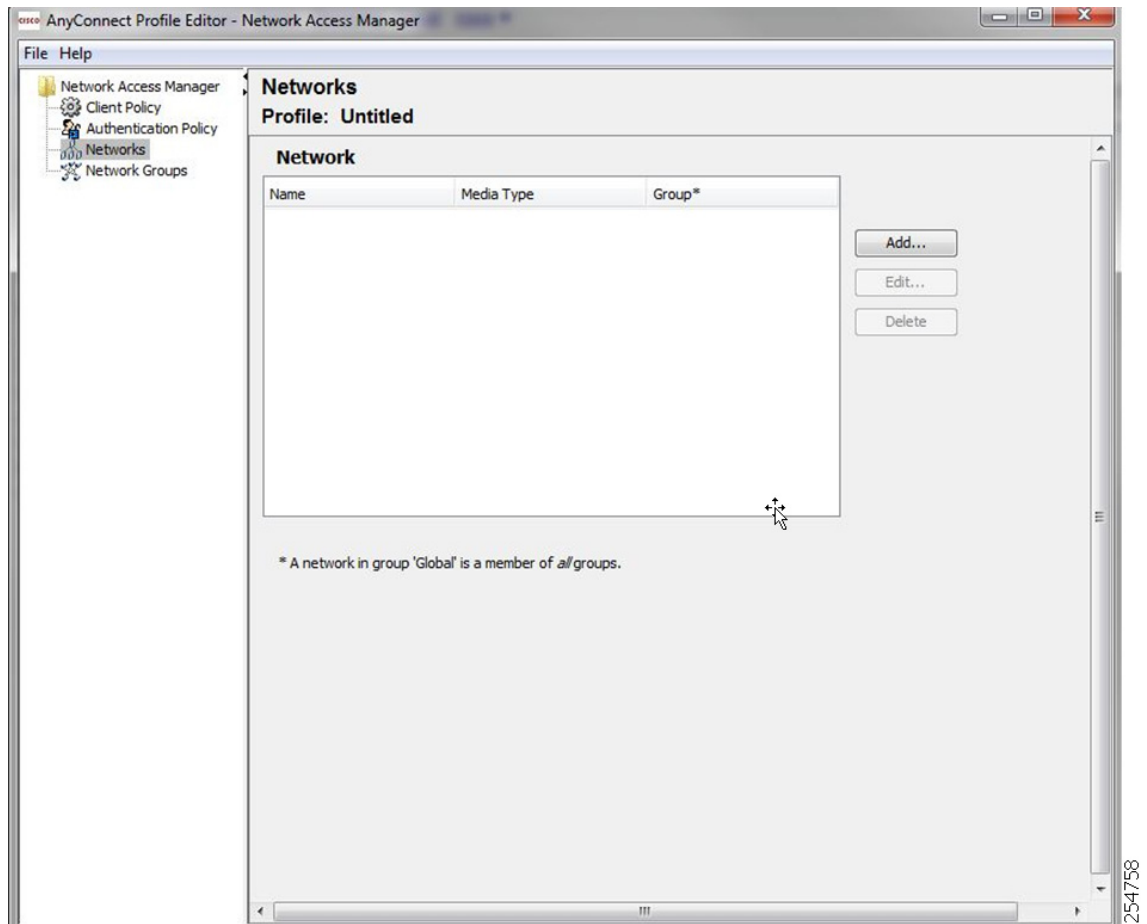 cisco AnyConnect Profile Editor - Network Access Manager
File Help
Network Access Manager
Client Policy
Authentication Policy
Networks
Network Groups
Networks
Profile: Untitled
Network
Name Media Type Group*
Add...
Edit...
Delete
* A network in group 'Global' is a member of all groups.
254758